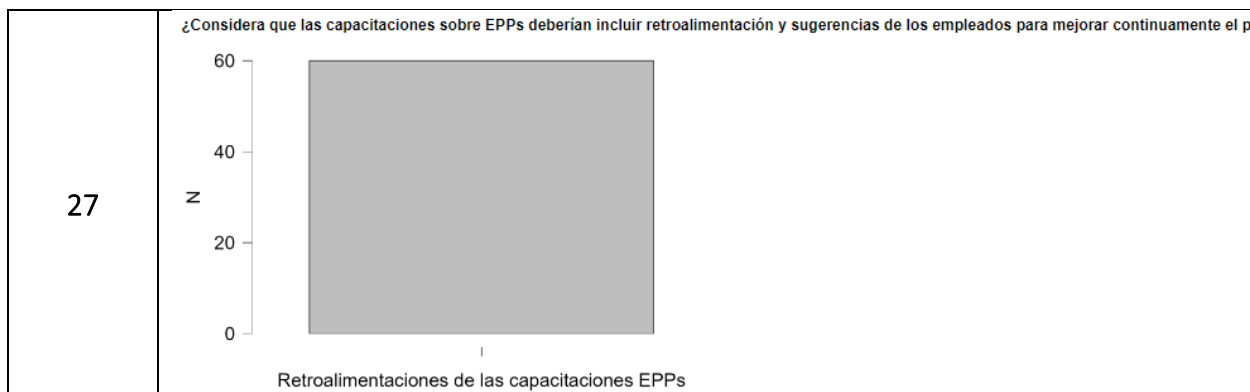 ¿Considera que las capacitaciones sobre EPPs deberían incluir retroalimentación y sugerencias de los empleados para mejorar continuamente el p
60
40
27
N
20
0
Retroalimentaciones de las capacitaciones EPPs